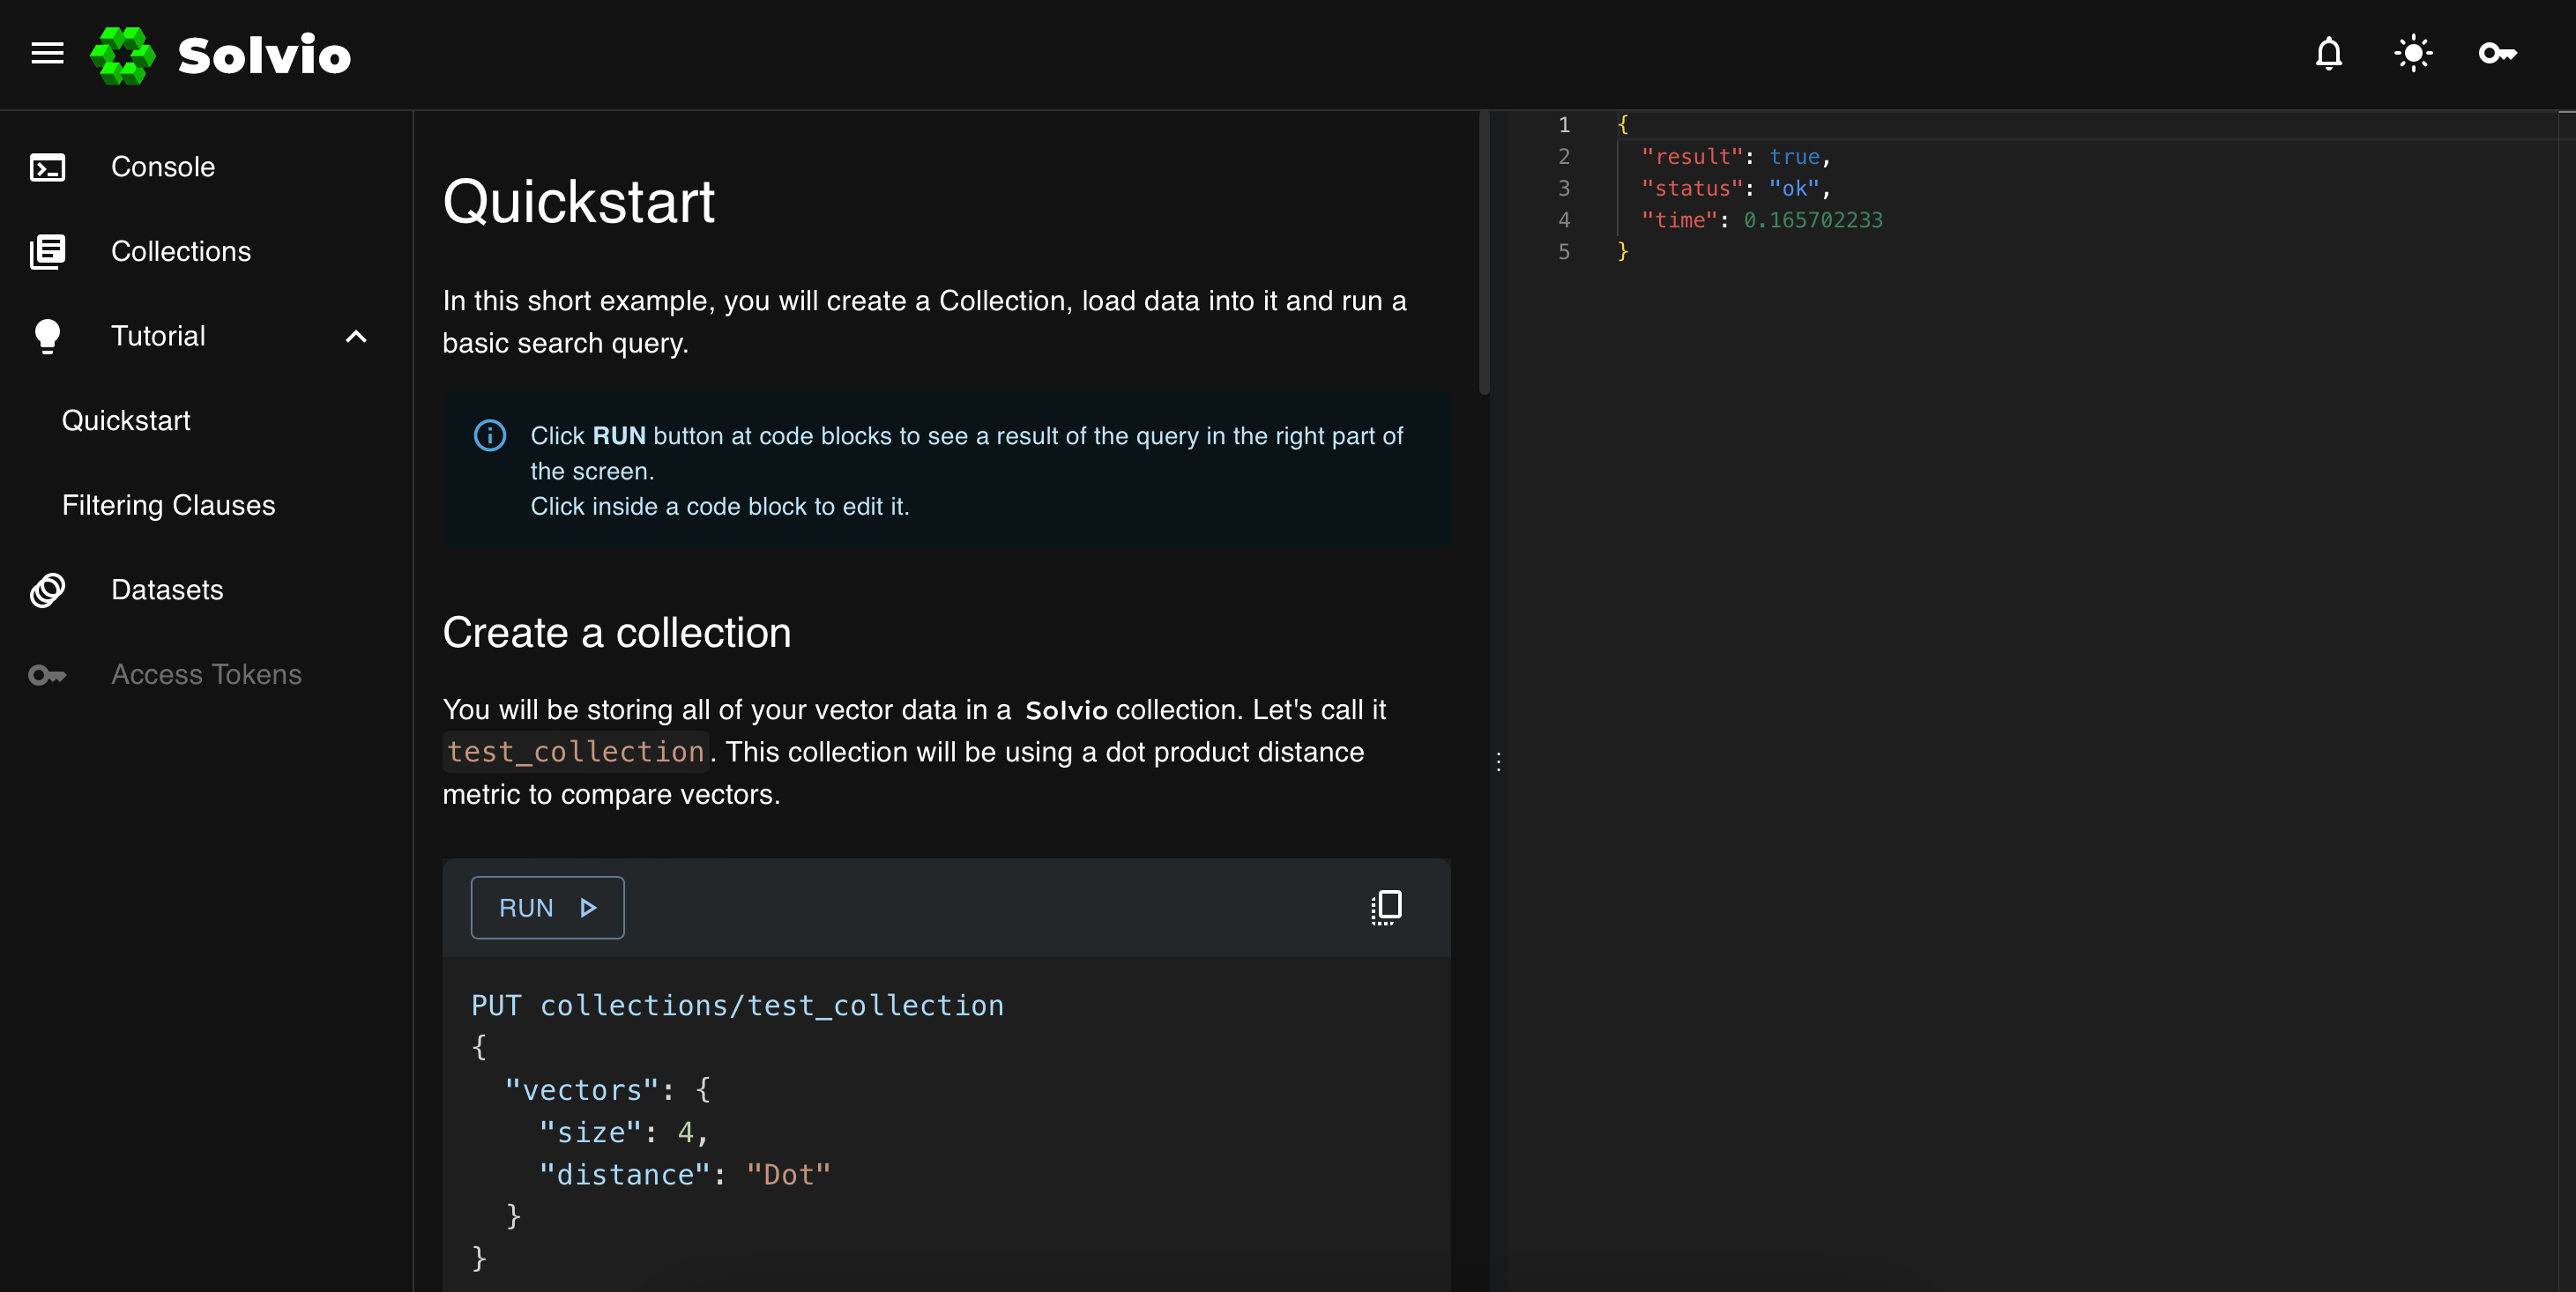 Solvio
Console
Collections
Tutorial
Quickstart
Filtering Clauses
Datasets
Access Tokens
Quickstart
In this short example, you will create a Collection, load data into it and run a
basic search query.
Click RUN button at code blocks to see a result of the query in the right part of
the screen.
Click inside a code block to edit it.
Create a collection
You will be storing all of your vector data in a Solvio collection. Let's call it
test_collection. This collection will be using a dot product distance
metric to compare vectors.
RUN
PUT collections/test_collection
{
  "vectors": {
    "size": 4,
    "distance": "Dot"
  }
}
1 {
2   "result": true,
3   "status": "ok",
4   "time": 0.165702233
5 }